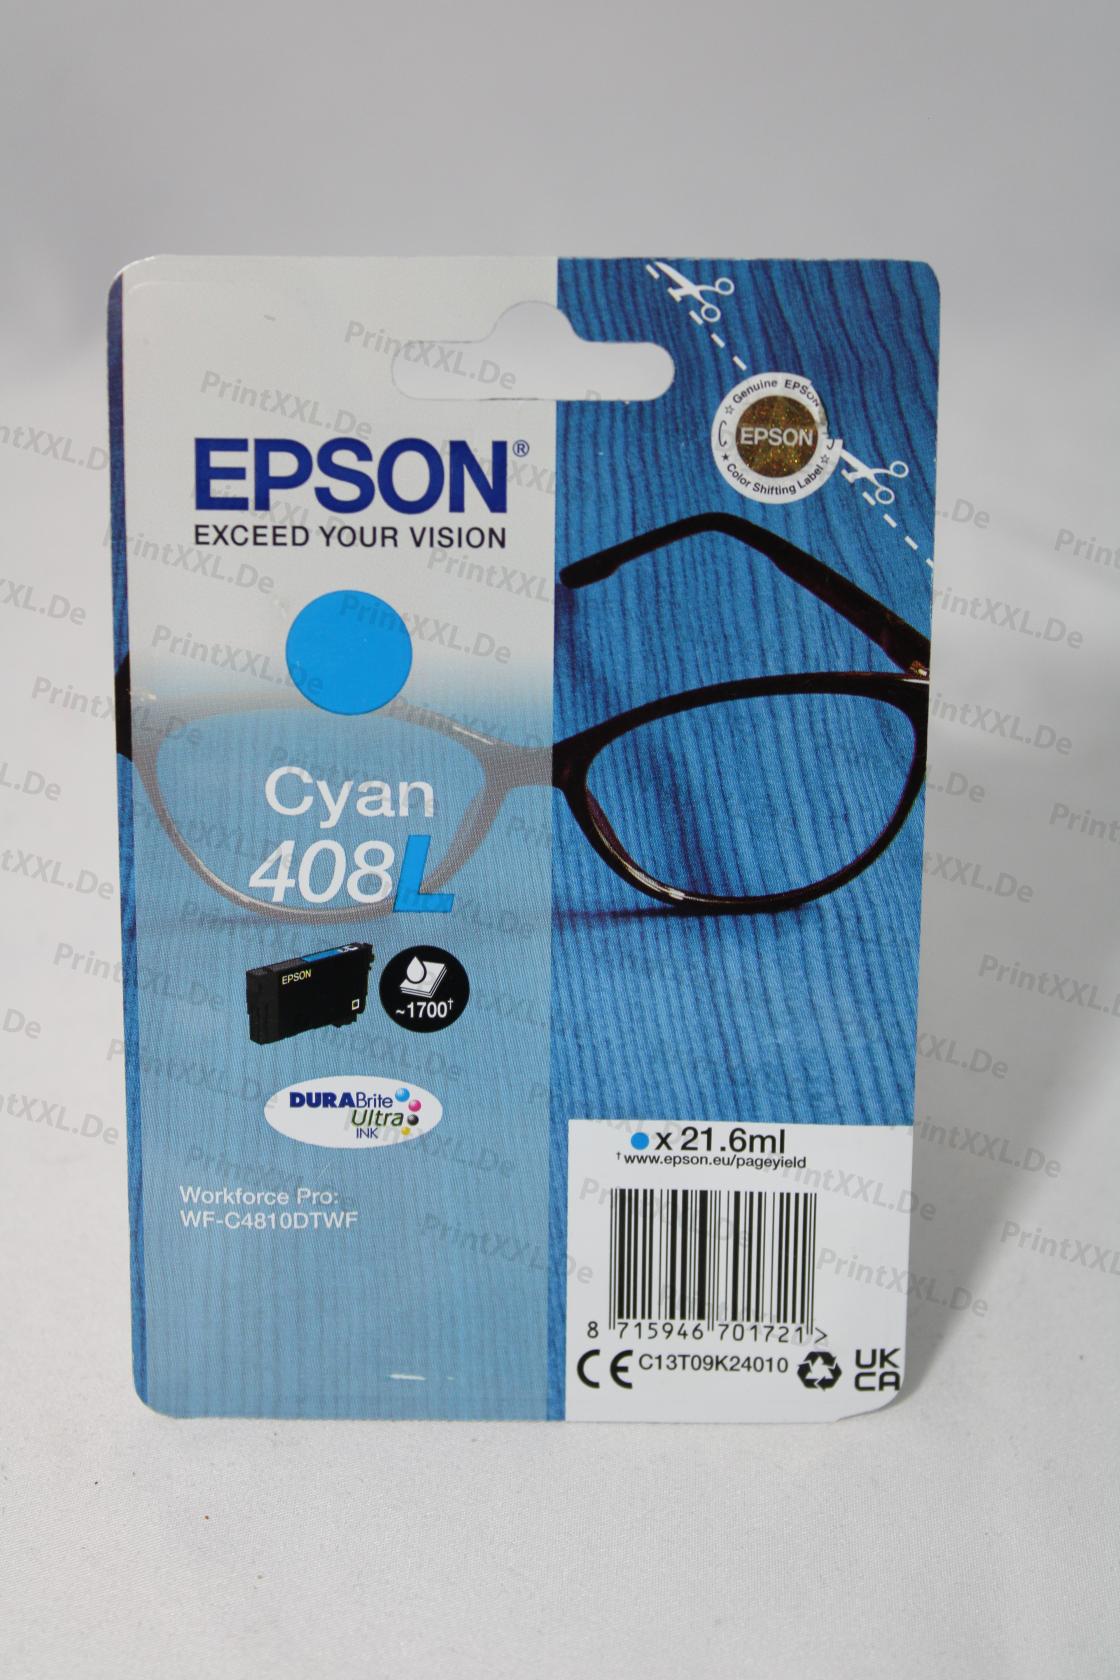 EPSON®
EXCEED YOUR VISION
Genuine EPSON
EPSON
Color Shifting Label
Cyan
408L
EPSON
~1700†
DURABrite
Ultra
INK
Workforce Pro:
WF-C4810DTWF
x 21.6ml
†www.epson.eu/pageyield
8 715946 701721 >
CE C13T09K24010 UK
CA
PrintXXL.De